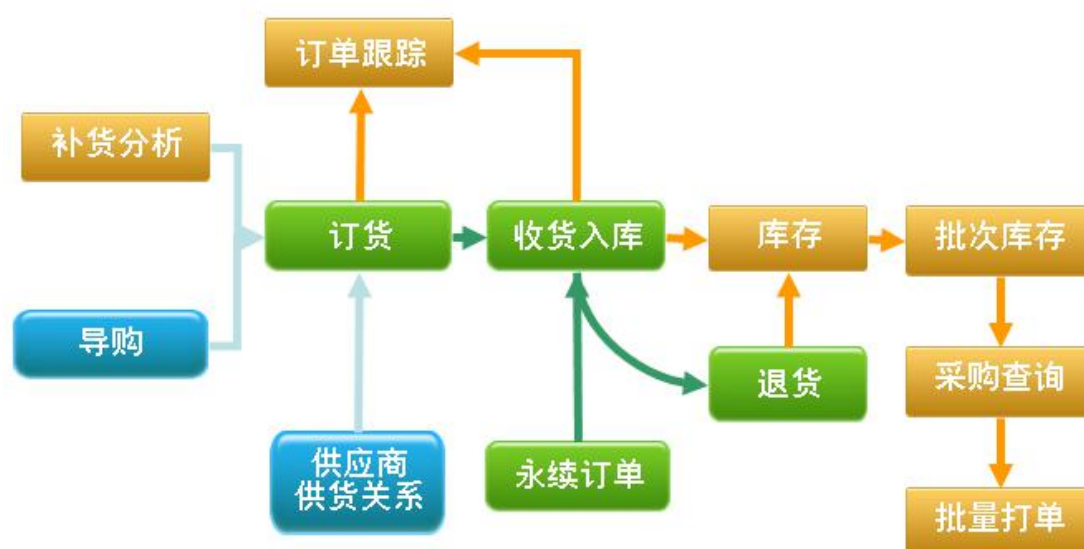 订单跟踪
补货分析
订货
收货入库
库存
批次库存
导购
退货
采购查询
供应商
供货关系
永续订单
批量打单